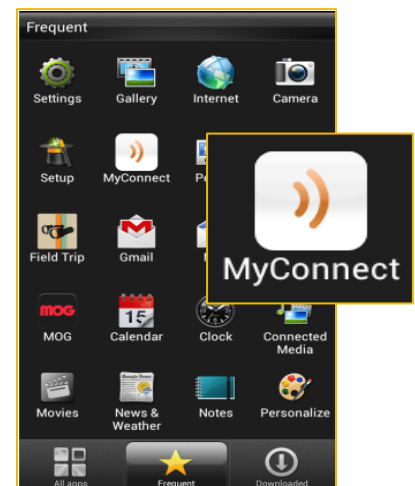 Frequent
Settings
Gallery
Internet
Camera
Setup
MyConnect
Field Trip
Gmail
MyConnect
mog
MOG
15
Calendar
Clock
Connected
Media
Movies
News &
Weather
Notes
Personalize
All apps
Frequent
Downloaded